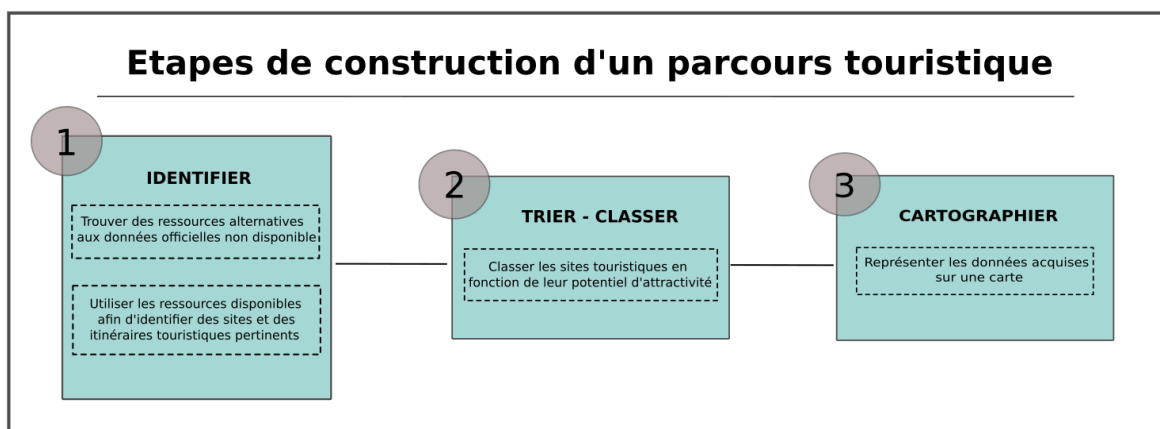 Etapes de construction d'un parcours touristique
1
IDENTIFIER
Trouver des ressources alternatives
aux données officielles non disponible
Utiliser les ressources disponibles
afin d'identifier des sites et des
itinéraires touristiques pertinents
2
TRIER - CLASSER
Classer les sites touristiques en
fonction de leur potentiel d'attractivité
3
CARTOGRAPHIER
Représenter les données acquises
sur une carte